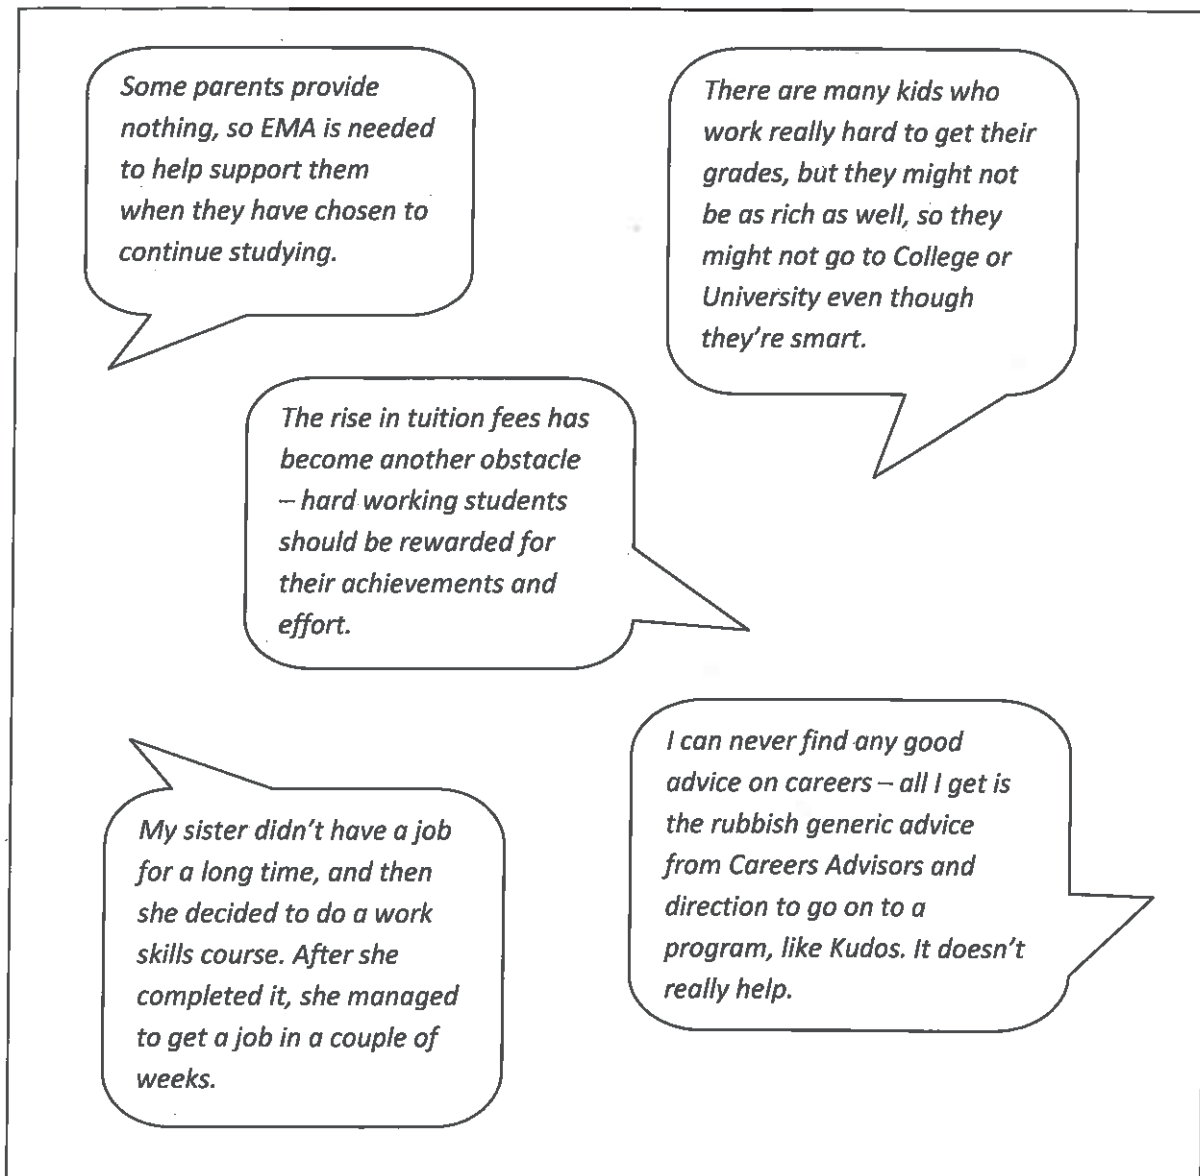 Some parents provide
nothing, so EMA is needed
to help support them
when they have chosen to
continue studying.
There are many kids who
work really hard to get their
grades, but they might not
be as rich as well, so they
might not go to College or
University even though
they're smart.
The rise in tuition fees has
become another obstacle
– hard working students
should be rewarded for
their achievements and
effort.
My sister didn't have a job
for a long time, and then
she decided to do a work
skills course. After she
completed it, she managed
to get a job in a couple of
weeks.
I can never find any good
advice on careers – all I get is
the rubbish generic advice
from Careers Advisors and
direction to go on to a
program, like Kudos. It doesn't
really help.